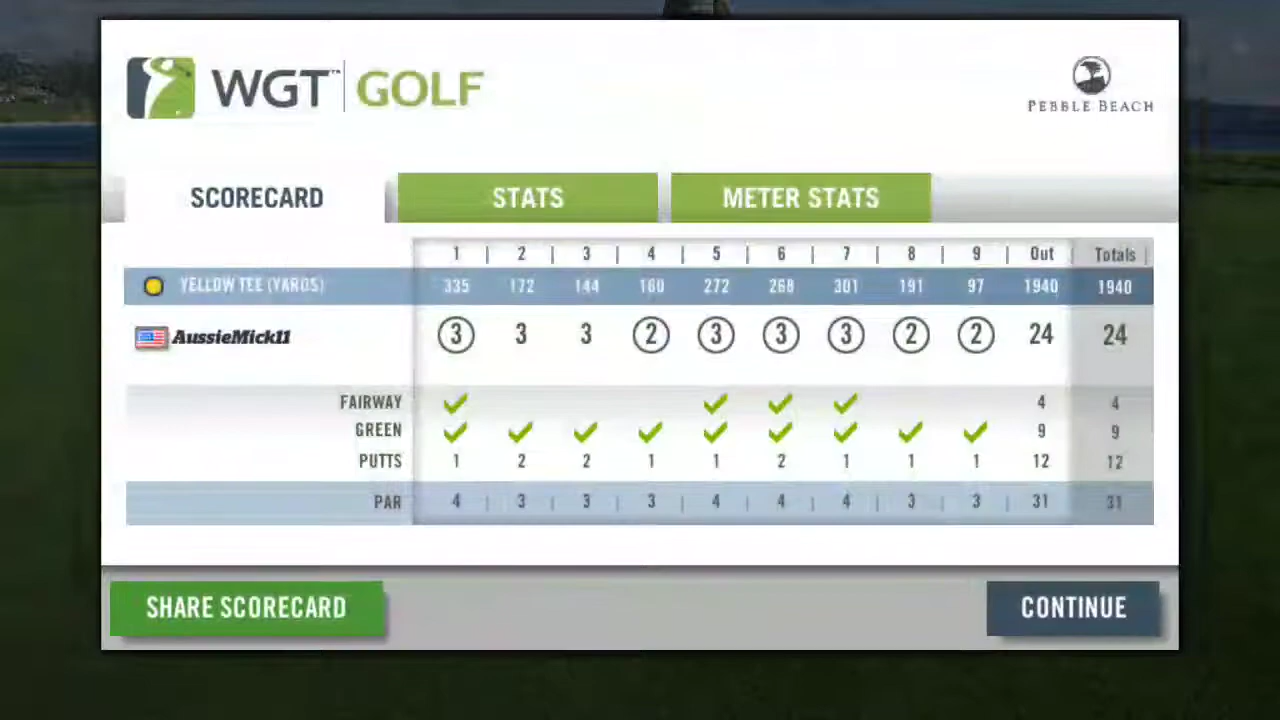 WGT™ | GOLF
PEBBLE BEACH
SCORECARD STATS METER STATS
1 | 2 | 3 | 4 | 5 | 6 | 7 | 8 | 9 | Out | Totals |
YELLOW TEE (YARDS) 335 172 144 160 272 268 301 191 97 1940 1940
AussieMick11 3 3 3 2 3 3 3 2 2 24 24
FAIRWAY 4 4
GREEN 9 9
PUTTS 1 2 2 1 1 2 1 1 1 12 12
PAR 4 | 3 | 3 | 3 | 4 | 4 | 4 | 3 | 3 | 31 31
SHARE SCORECARD CONTINUE